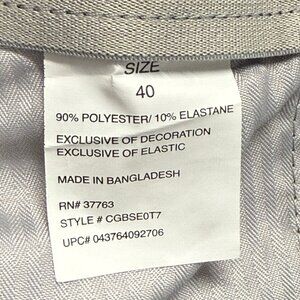 SIZE
40
90% POLYESTER/ 10% ELASTANE
EXCLUSIVE OF DECORATION
EXCLUSIVE OF ELASTIC
MADE IN BANGLADESH
RN# 37763
STYLE # CGBSE0T7
UPC# 043764092706